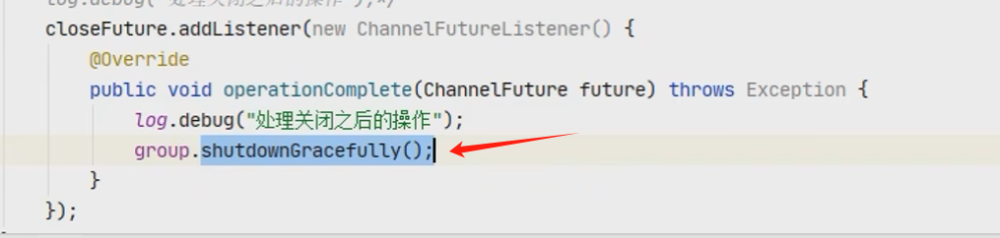 log.debug("处理关闭之后的操作");*/
closeFuture.addListener(new ChannelFutureListener() {
@Override
public void operationComplete(ChannelFuture future) throws Exception {
log.debug("处理关闭之后的操作");
group.shutdownGracefully();
}
});